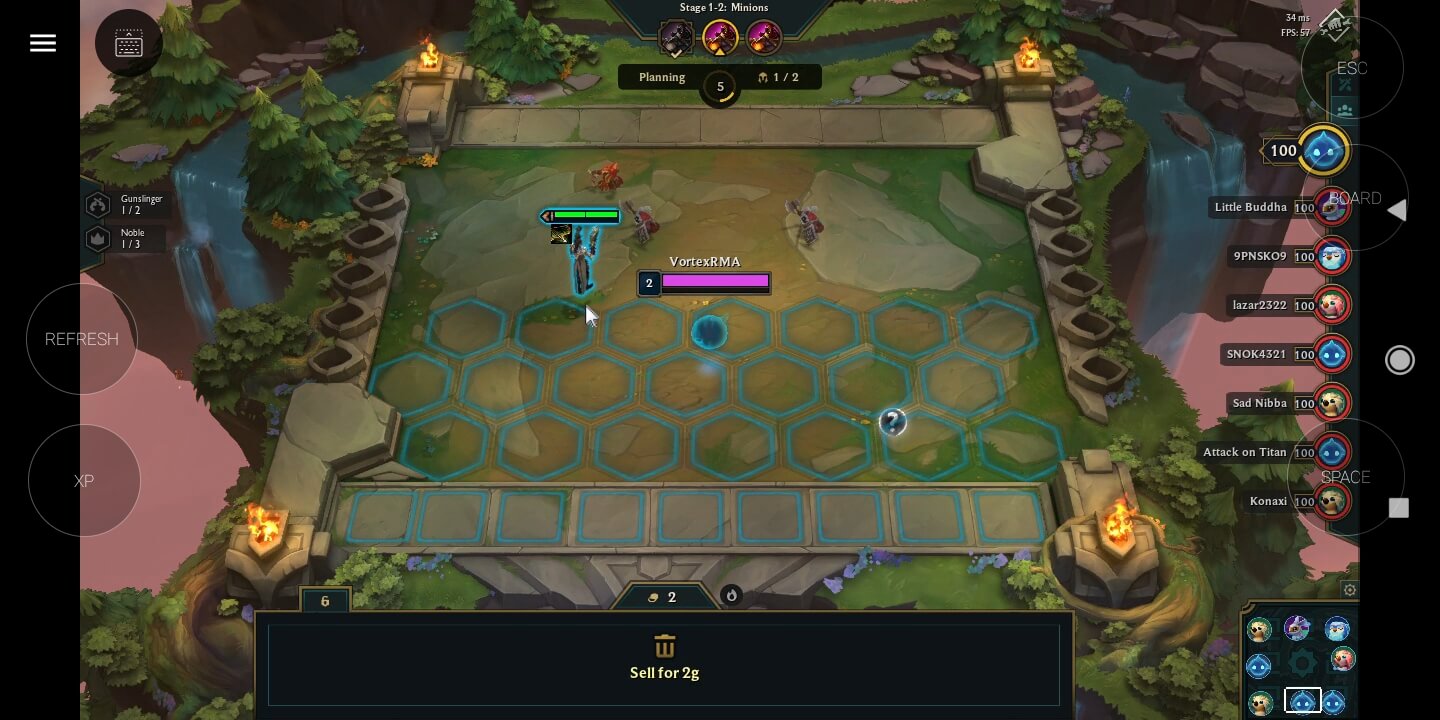 Stage 1-2: Minions
34 ms
FPS: 57
ESC
Planning
5
1 / 2
100
BOARD
Gunslinger
1 / 2
Noble
1 / 3
Little Buddha 100
9PNSKO9 100
VortexRMA
2
lazar2322 100
REFRESH
SNOK4321 100
Sad Nibba 100
?
Attack on Titan 100
XP
SPACE
Konaxi 100
6
2
Sell for 2g